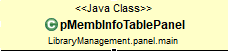 <<Java Class>>
pMembInfoTablePanel
LibraryManagement.panel.main